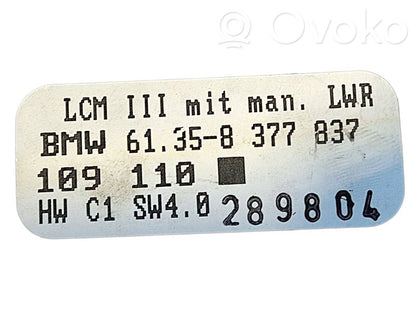 Ovoko
LCM III mit man. LWR
BMW 61.35-8 377 837
109 110
HW C1 SW4.0 289804